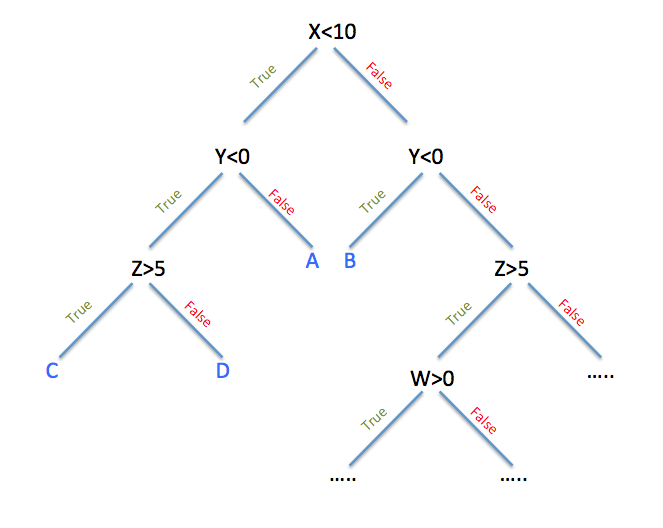 X<10
True
False
Y<0
Y<0
True
False
True
False
A
B
Z>5
Z>5
True
False
True
False
C
D
W>0
.....
True
False
.....
.....